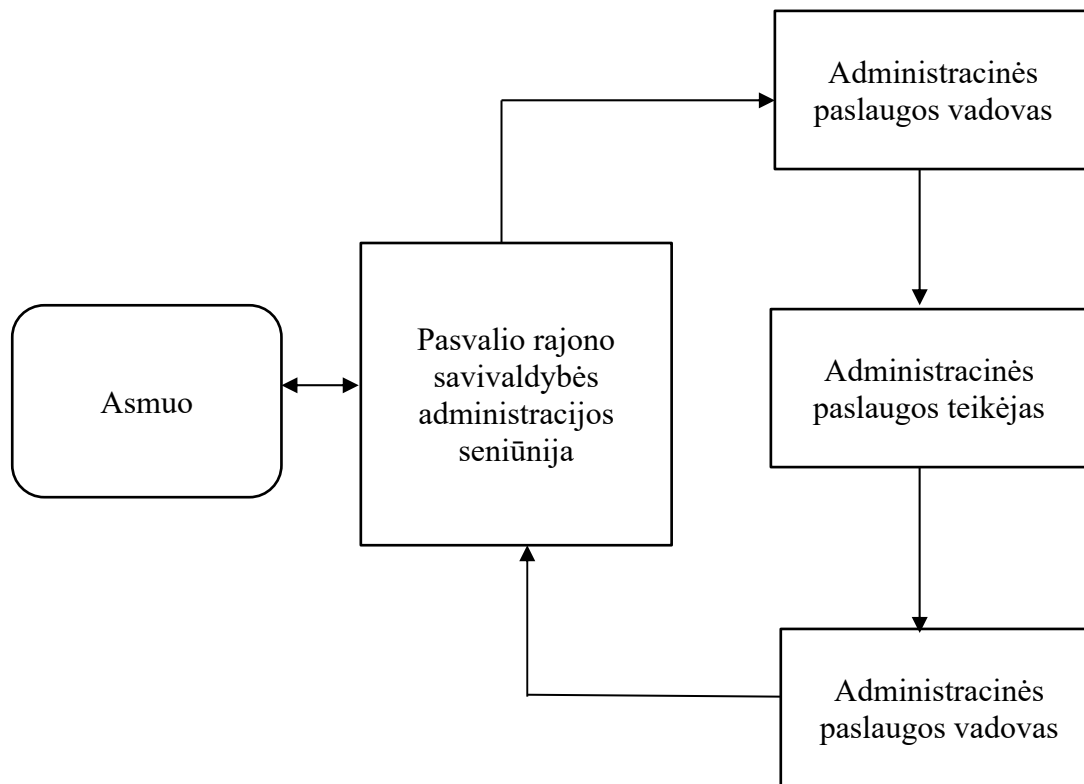 Administracinės
paslaugos vadovas
Asmuo
Pasvalio rajono
savivaldybės
administracijos
seniūnija
Administracinės
paslaugos teikėjas
Administracinės
paslaugos vadovas